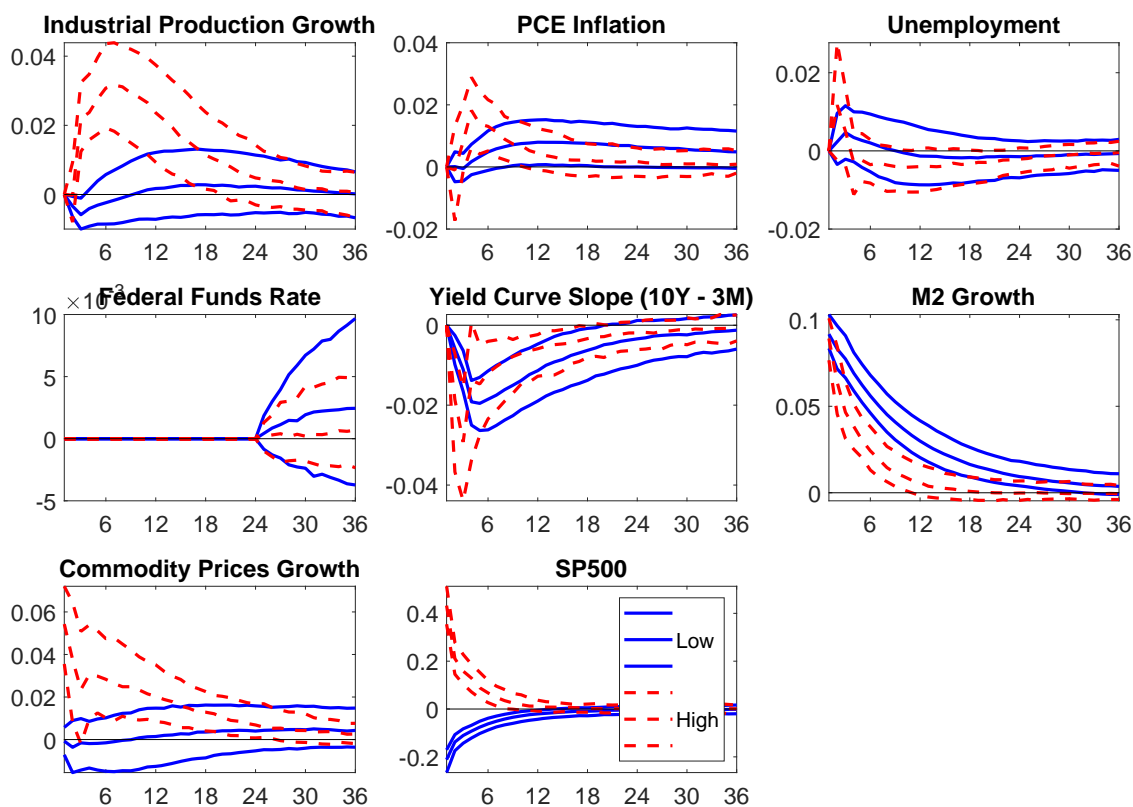 Industrial Production Growth
0.04
0.02
0
6 12 18 24 30 36
PCE Inflation
0.04
0.02
0
-0.02
6 12 18 24 30 36
Unemployment
0.02
0
-0.02
6 12 18 24 30 36
×10-3
Federal Funds Rate
10
5
0
-5
6 12 18 24 30 36
Yield Curve Slope (10Y - 3M)
0
-0.02
-0.04
6 12 18 24 30 36
M2 Growth
0.1
0.05
0
6 12 18 24 30 36
Commodity Prices Growth
0.06
0.04
0.02
0
6 12 18 24 30 36
SP500
0.4
0.2
0
-0.2
6 12 18 24 30 36
Low
High